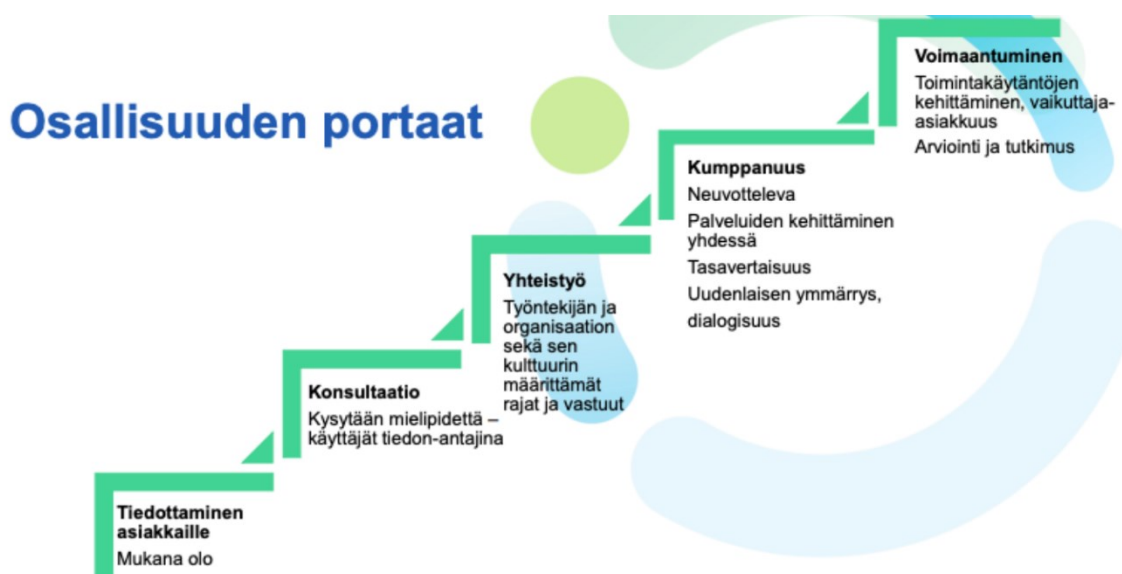 Osallisuuden portaat
Voimaantuminen
Toimintakäytäntöjen
kehittäminen, vaikuttaja-
asiakkuus
Arviointi ja tutkimus
Kumppanuus
Neuvotteleva
Palveluiden kehittäminen
yhdessä
Tasavertaisuus
Uudenlaisen ymmärrys,
dialogisuus
Yhteistyö
Työntekijän ja
organisaation
sekä sen
kulttuurin
määrittämät
rajat ja vastuut
Konsultaatio
Kysytään mielipidettä –
käyttäjät tiedon-antajina
Tiedottaminen
asiakkaille
Mukana olo